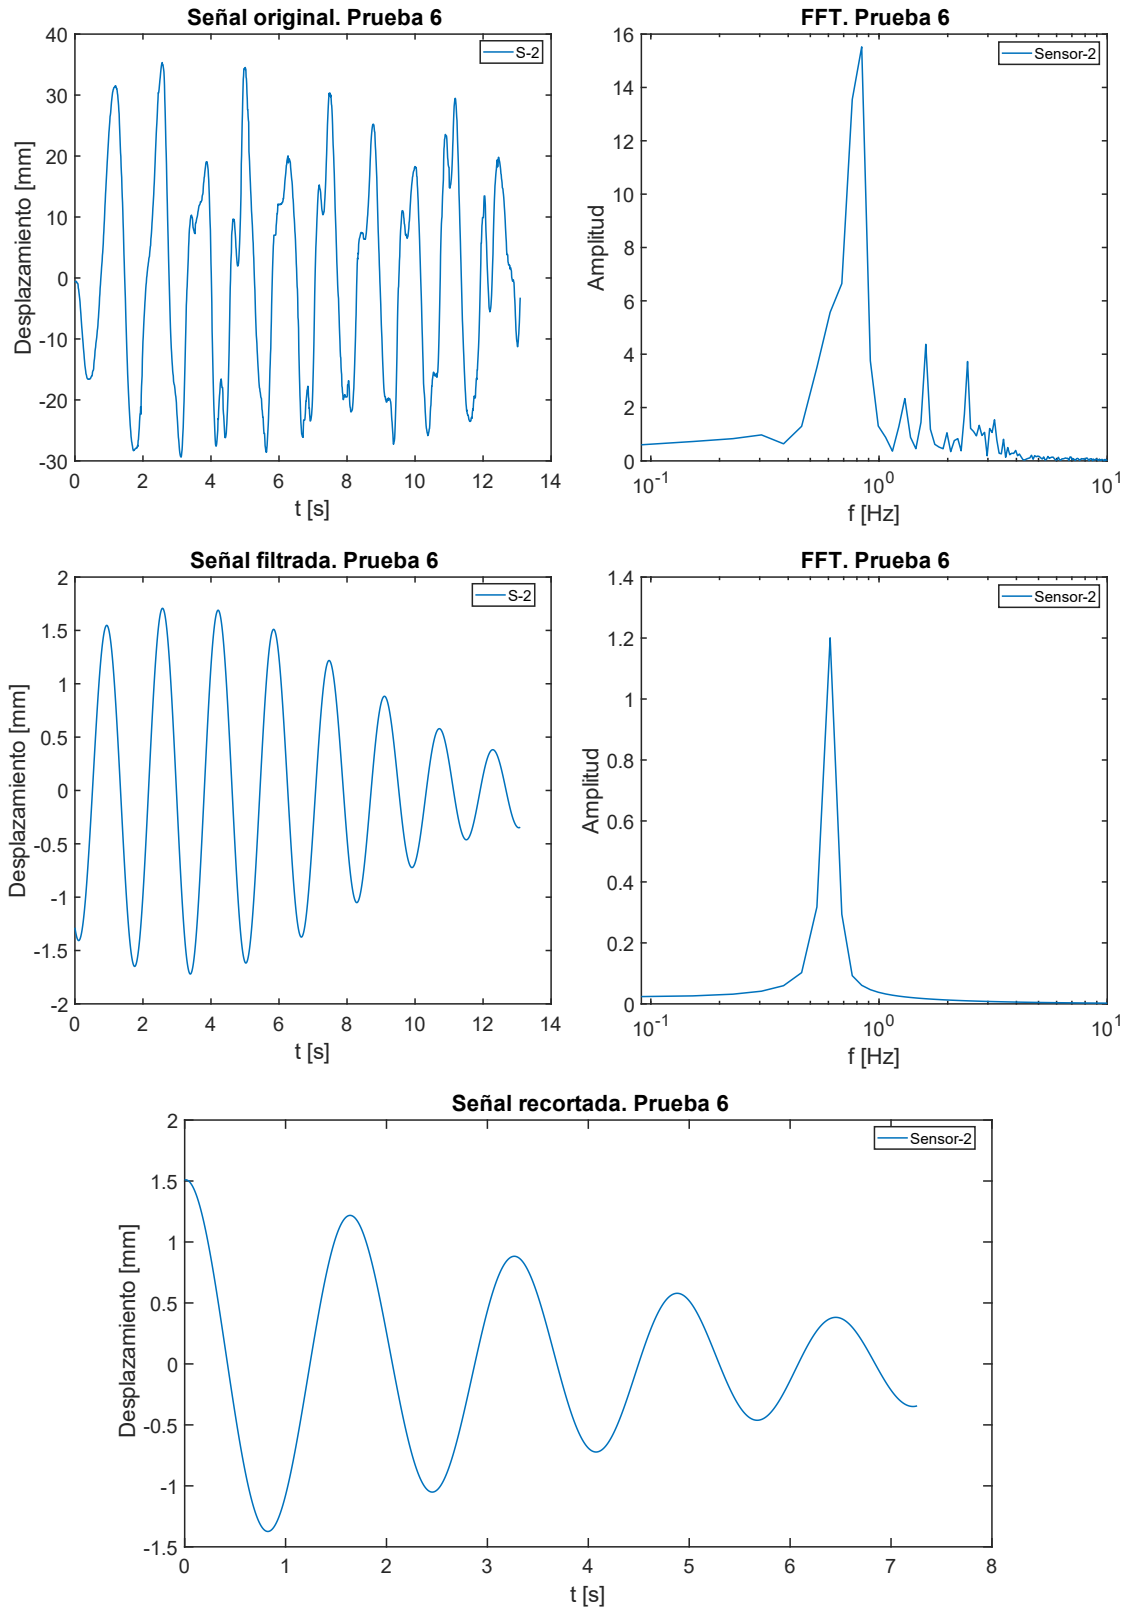 Señal original. Prueba 6
S-2
Desplazamiento [mm]
40
30
20
10
0
-10
-20
-30
0 2 4 6 8 10 12 14
t [s]
FFT. Prueba 6
Sensor-2
Amplitud
16
14
12
10
8
6
4
2
0
10-1 100 101
f [Hz]
Señal filtrada. Prueba 6
S-2
Desplazamiento [mm]
2
1.5
1
0.5
0
-0.5
-1
-1.5
-2
0 2 4 6 8 10 12 14
t [s]
FFT. Prueba 6
Sensor-2
Amplitud
1.4
1.2
1
0.8
0.6
0.4
0.2
0
10-1 100 101
f [Hz]
Señal recortada. Prueba 6
Sensor-2
Desplazamiento [mm]
2
1.5
1
0.5
0
-0.5
-1
-1.5
0 1 2 3 4 5 6 7 8
t [s]